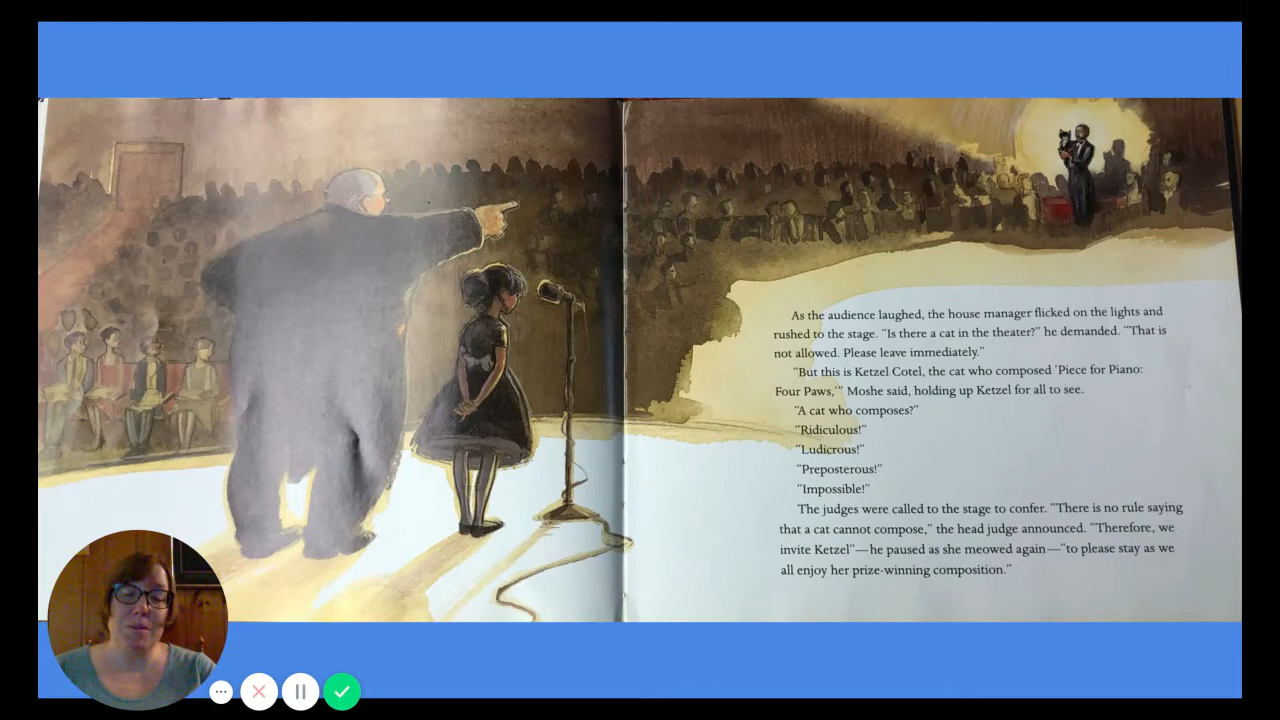 As the audience laughed, the house manager flicked on the lights and
rushed to the stage. "Is there a cat in the theater?" he demanded. "That is
not allowed. Please leave immediately."
"But this is Ketzel Cotel, the cat who composed 'Piece for Piano:
Four Paws,'" Moshe said, holding up Ketzel for all to see.
"A cat who composes?"
"Ridiculous!"
"Ludicrous!"
"Preposterous!"
"Impossible!"
The judges were called to the stage to confer. "There is no rule saying
that a cat cannot compose," the head judge announced. "Therefore, we
invite Ketzel"—he paused as she meowed again—"to please stay as we
all enjoy her prize-winning composition."